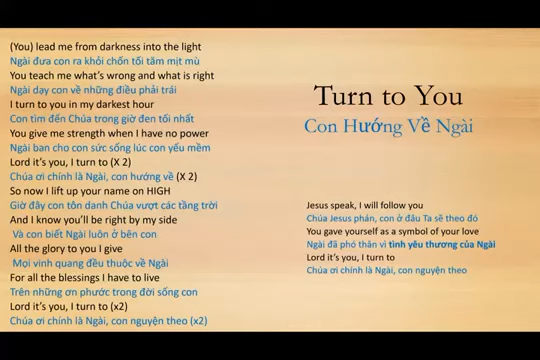 (You) lead me from darkness into the light
Ngài đưa con ra khỏi chốn tối tăm mịt mù
You teach me what's wrong and what is right
Ngài dạy con về những điều phải trái
I turn to you in my darkest hour
Con tìm đến Chúa trong giờ đen tối nhất
You give me strength when I have no power
Ngài ban cho con sức sống lúc con yếu mềm
Lord it's you, I turn to (X 2)
Chúa ơi chính là Ngài, con hướng về (X 2)
So now I lift up your name on HIGH
Giờ đây con tôn danh Chúa vượt các tầng trời
And I know you'll be right by my side
Và con biết Ngài luôn ở bên con
All the glory to you I give
Mọi vinh quang đều thuộc về Ngài
For all the blessings I have to live
Trên những ơn phước trong đời sống con
Lord it's you, I turn to (x2)
Chúa ơi chính là Ngài, con nguyện theo (x2)
Turn to You
Con Hướng Về Ngài
Jesus speak, I will follow you
Chúa Jesus phán, con ở đâu Ta sẽ theo đó
You gave yourself as a symbol of your love
Ngài đã phó thân vì tình yêu thương của Ngài
Lord it's you, I turn to
Chúa ơi chính là Ngài, con nguyện theo